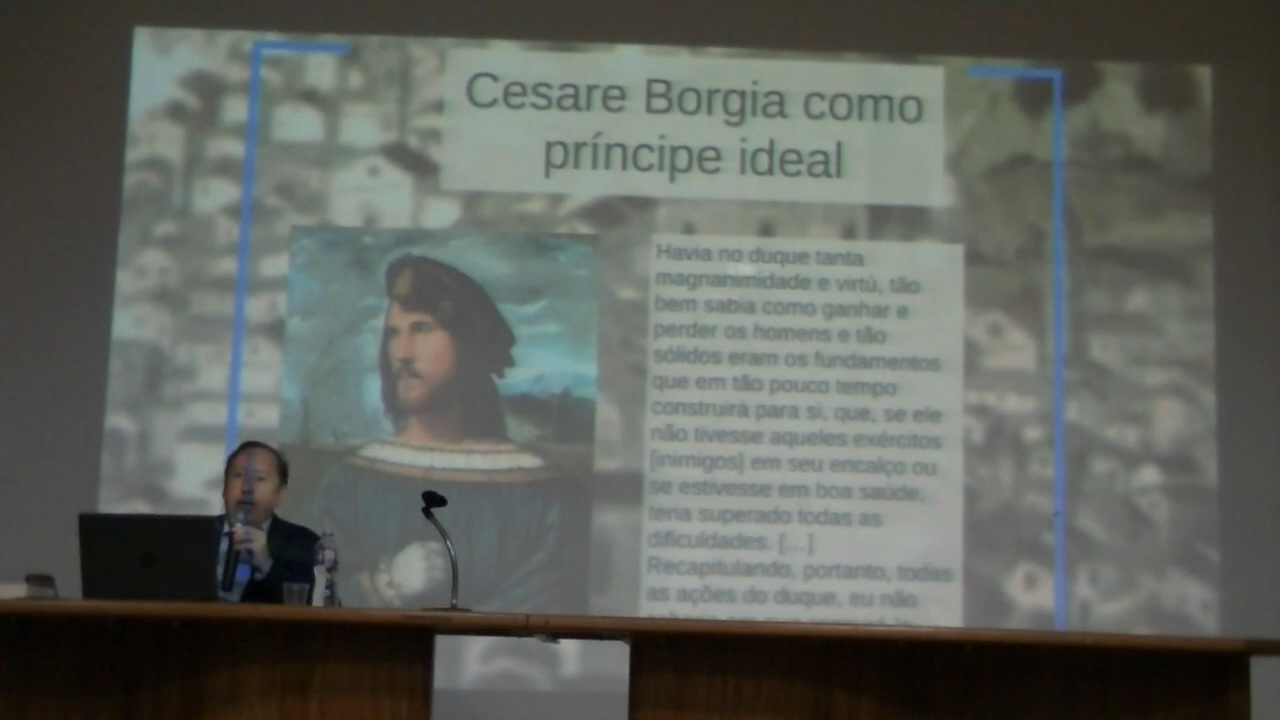 Cesare Borgia como
príncipe ideal
Havia no duque tanta
magnanimidade e virtù, tão
bem sabia como ganhar e
perder os homens e tão
sólidos eram os fundamentos
que em tão pouco tempo
construirá para si, que, se ele
não tivesse aqueles exércitos
[inimigos] em seu encalço ou
se estivesse em boa saúde,
teria superado todas as
dificuldades. [...]
Recapitulando, portanto, todas
as ações do duque, eu não